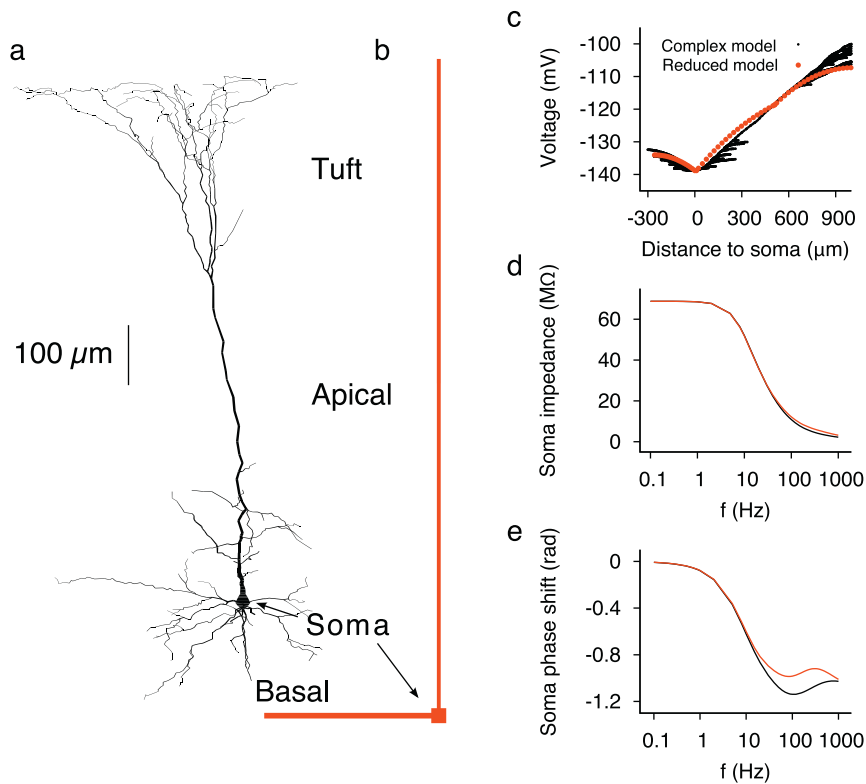 a
b
Tuft
100 µm
Apical
Soma
Basal
c
Complex model
Reduced model
Voltage (mV)
-100
-110
-120
-130
-140
-300 0 300 600 900
Distance to soma (µm)
d
Soma impedance (MΩ)
60
40
20
0
0.1 1 10 100 1000
f (Hz)
e
Soma phase shift (rad)
0
-0.4
-0.8
-1.2
0.1 1 10 100 1000
f (Hz)